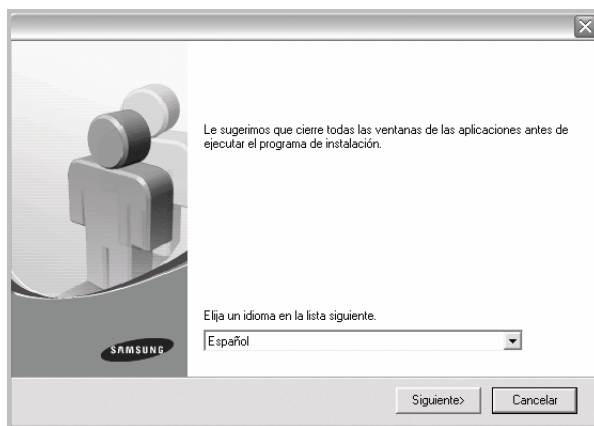 Le sugerimos que cierre todas las ventanas de las aplicaciones antes de
ejecutar el programa de instalación.
Elija un idioma en la lista siguiente.
Español
SAMSUNG
Siguiente>
Cancelar